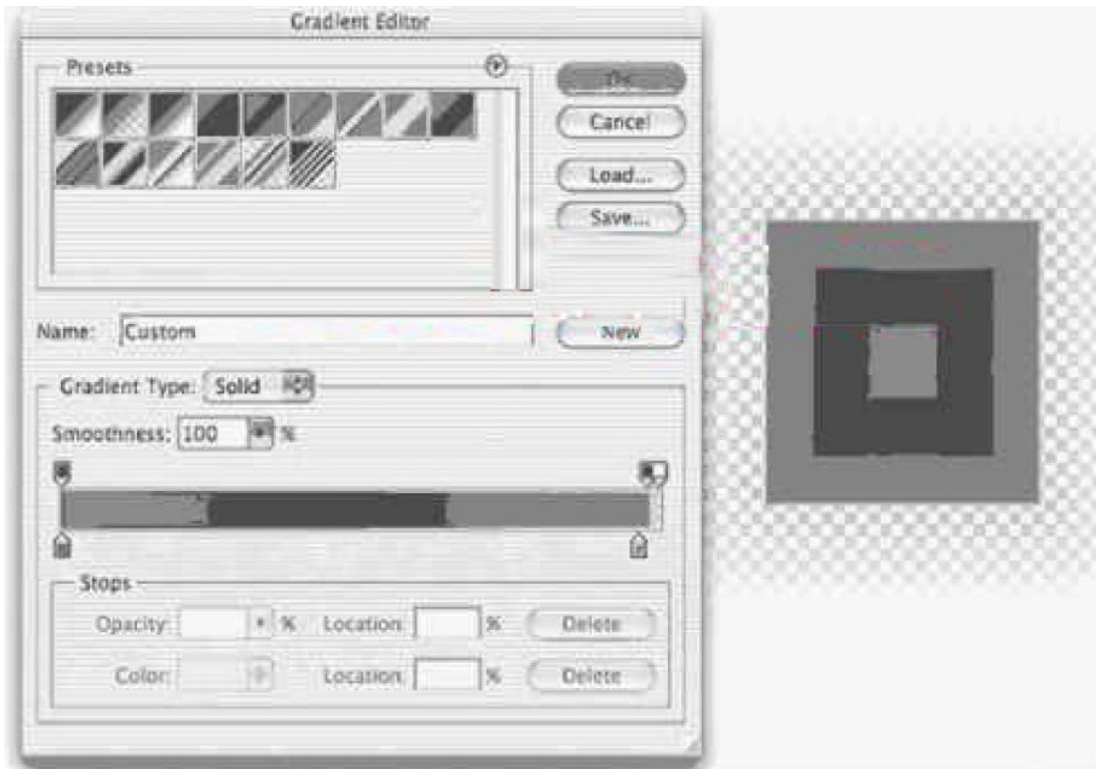 Gradient Editor
Presets
Cancel
Load...
Save...
Name: Custom
New
Gradient Type: Solid
Smoothness: 100 %
Stops
Opacity: % Location: % Delete
Color: Location: % Delete